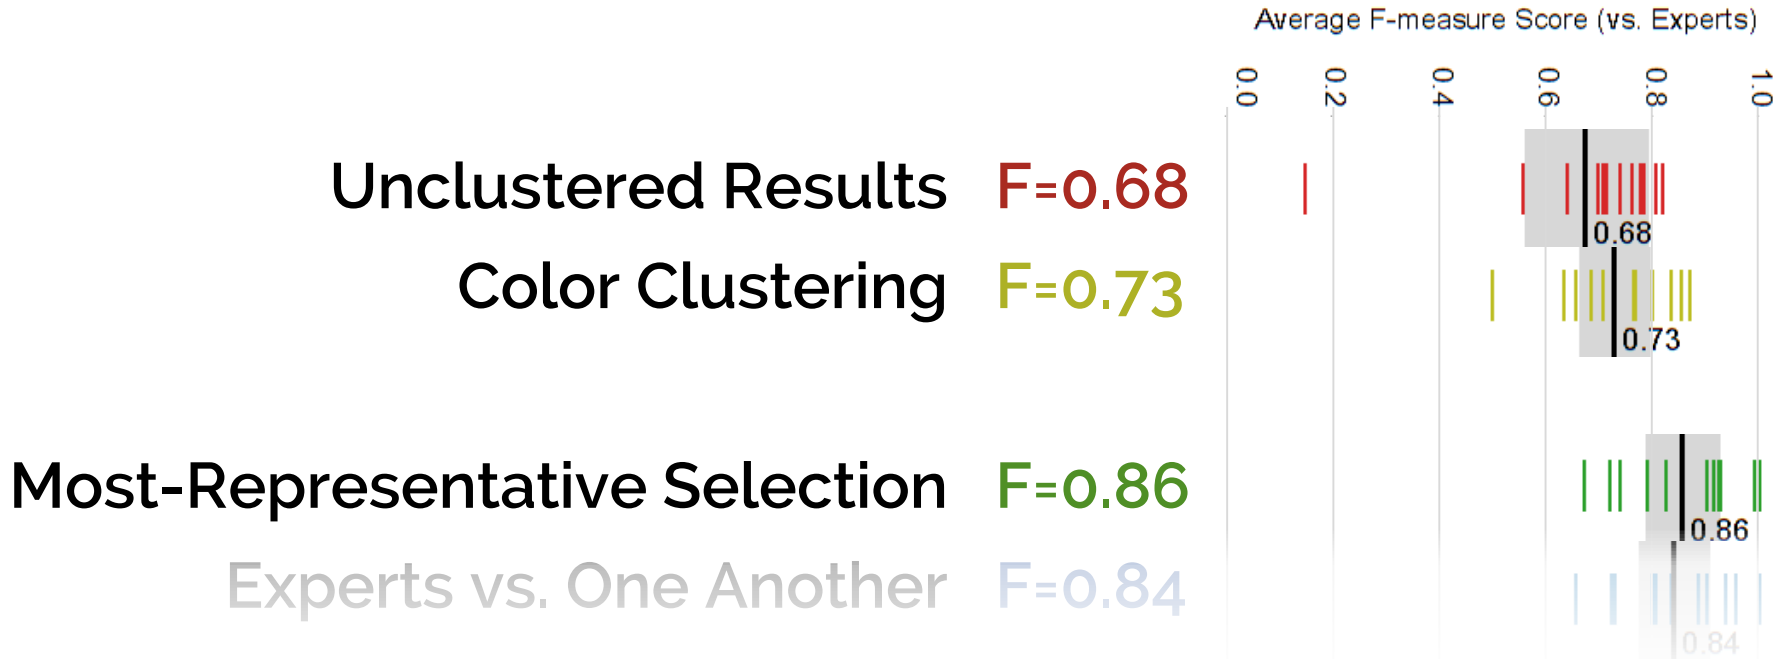 Average F-measure Score (vs. Experts)
0.0 0.2 0.4 0.6 0.8 1.0
Unclustered Results F=0.68
0.68
Color Clustering F=0.73
0.73
Most-Representative Selection F=0.86
0.86
Experts vs. One Another F=0.84
0.84